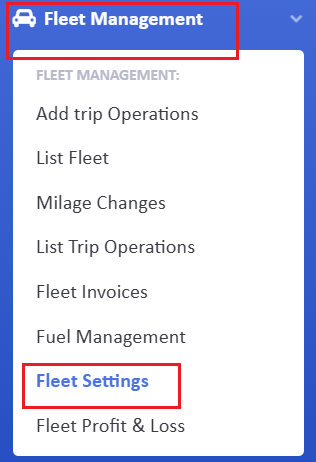 Fleet Management
FLEET MANAGEMENT:
Add trip Operations
List Fleet
Milage Changes
List Trip Operations
Fleet Invoices
Fuel Management
Fleet Settings
Fleet Profit & Loss